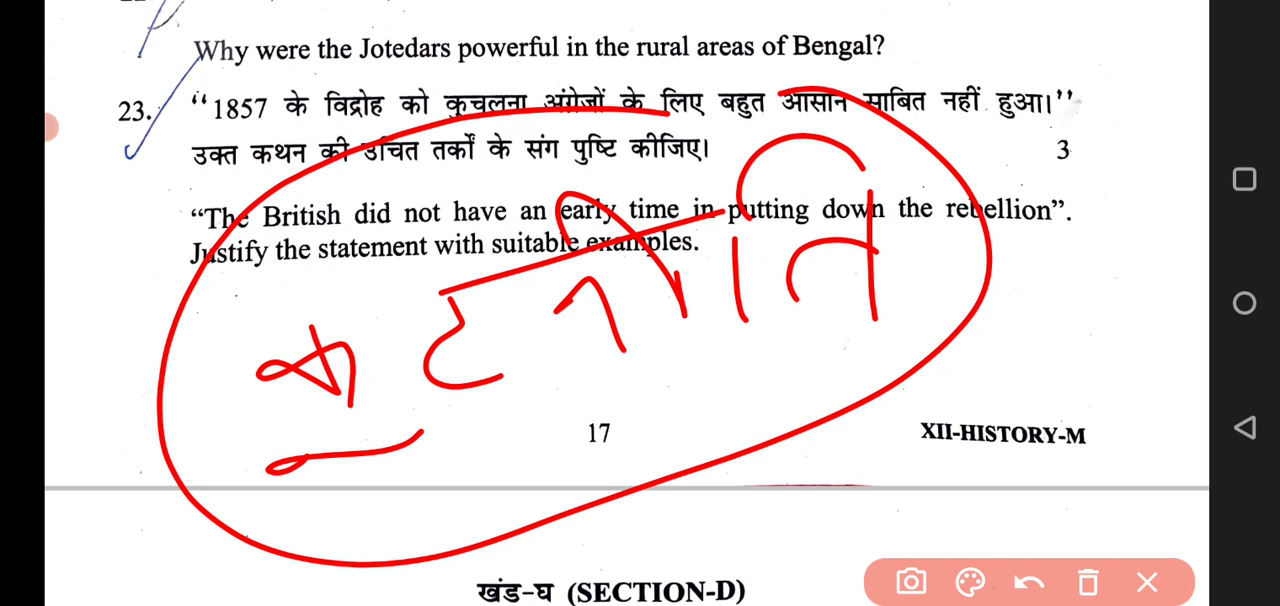 Why were the Jotedars powerful in the rural areas of Bengal?
23. “1857 के विद्रोह को कुचलना अंग्रेजों के लिए बहुत आसान साबित नहीं हुआ।”
उक्त कथन की उचित तर्कों के संग पुष्टि कीजिए। 3
“The British did not have an early time in putting down the rebellion”.
Justify the statement with suitable examples.
कूटनीति
17 XII-HISTORY-M
खंड-घ (SECTION-D)